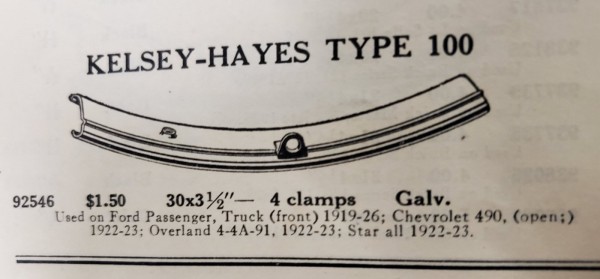 KELSEY-HAYES TYPE 100
92546 $1.50 30x3½″— 4 clamps Galv.
Used on Ford Passenger, Truck (front) 1919-26; Chevrolet 490, (open;)
1922-23; Overland 4-4A-91, 1922-23; Star all 1922-23.